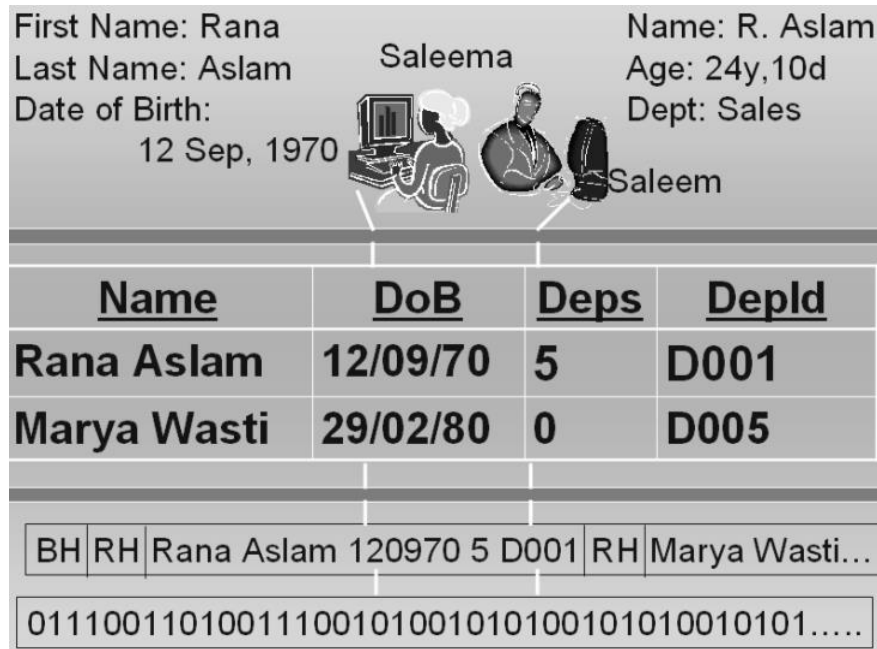 First Name: Rana
Last Name: Aslam
Date of Birth:
12 Sep, 1970
Saleema
Name: R. Aslam
Age: 24y,10d
Dept: Sales
Saleem
Name DoB Deps DepId
Rana Aslam 12/09/70 5 D001
Marya Wasti 29/02/80 0 D005
BH RH Rana Aslam 120970 5 D001 RH Marya Wasti...
01110011010011100101001010100101010010101.....